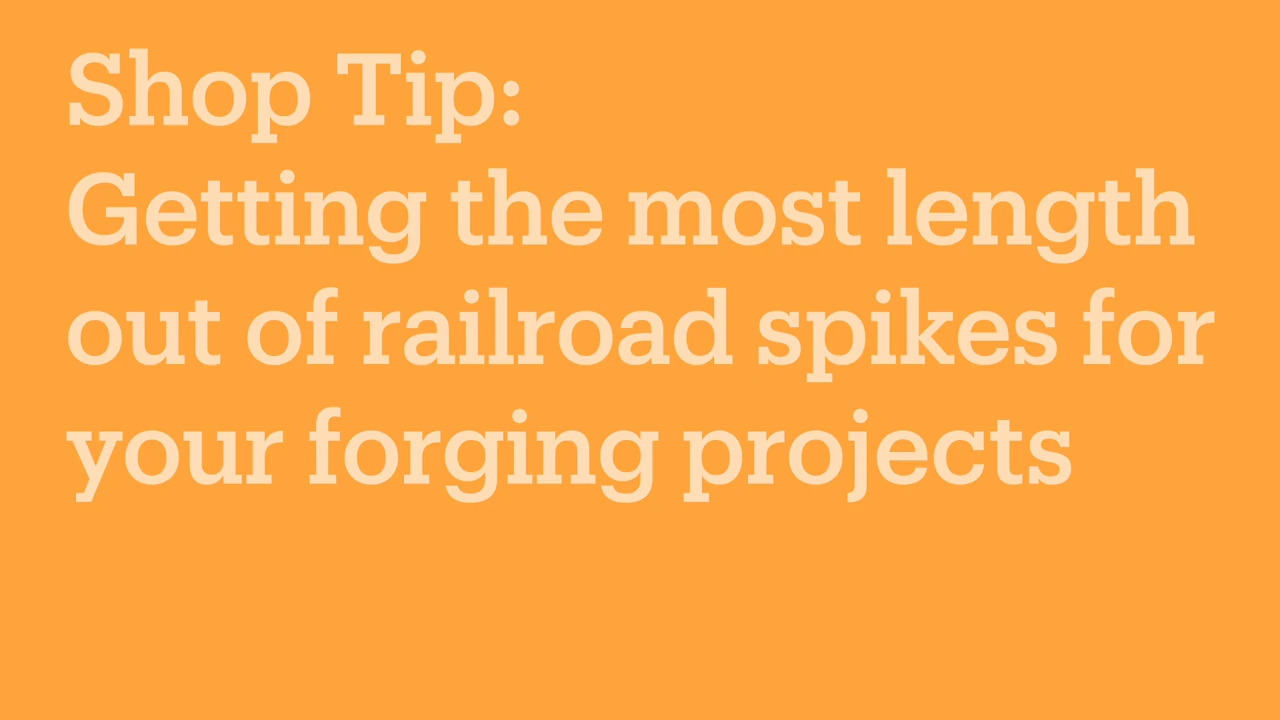 Shop Tip:
Getting the most length
out of railroad spikes for
your forging projects